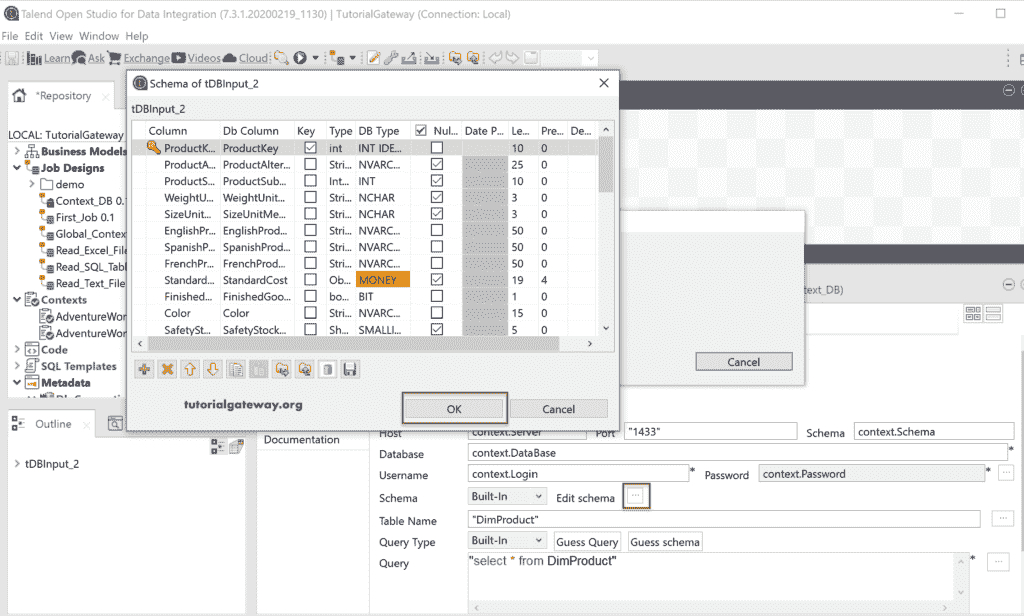 Talend Open Studio for Data Integration (7.3.1.20200219_1130) | TutorialGateway (Connection: Local)
File Edit View Window Help
Learn Ask Exchange Videos Cloud
*Repository
LOCAL: TutorialGateway
Business Models
Job Designs
demo
Context_DB 0.
First_Job 0.1
Global_Context
Read_Excel_File
Read_SQL_Tabl
Read_Text_File
Contexts
AdventureWor
AdventureWor
Code
SQL Templates
Metadata
Outline
tDBInput_2
Schema of tDBInput_2
tDBInput_2
Column Db Column Key Type DB Type Nul... Date P... Le... Pre... De...
ProductK... ProductKey int INT IDE... 10 0
ProductA... ProductAlter... Stri... NVARC... 25 0
ProductS... ProductSub... Int... INT 10 0
WeightU... WeightUnit... Stri... NCHAR 3 0
SizeUnit... SizeUnitMe... Stri... NCHAR 3 0
EnglishPr... EnglishProd... Stri... NVARC... 50 0
SpanishP... SpanishProd... Stri... NVARC... 50 0
FrenchPr... FrenchProd... Stri... NVARC... 50 0
Standard... StandardCost Ob... MONEY 19 4
Finished... FinishedGoo... bo... BIT 1 0
Color Color Stri... NVARC... 15 0
SafetySt... SafetyStock... Sh... SMALLI... 5 0
tutorialgateway.org
OK Cancel
Cancel
text_DB)
Documentation
Host context.Server Port "1433" Schema context.Schema
Database context.DataBase *
Username context.Login * Password context.Password * ...
Schema Built-In Edit schema ...
Table Name "DimProduct" ...
Query Type Built-In Guess Query Guess schema
Query "select * from DimProduct" * ...